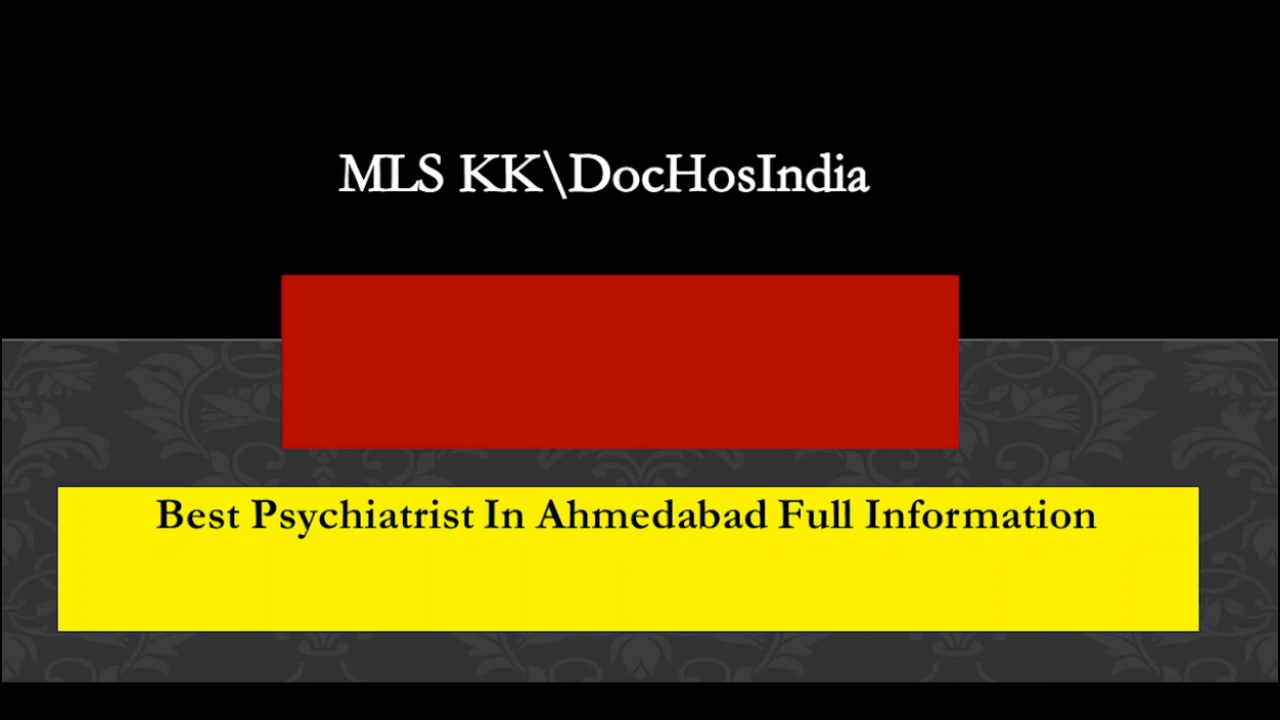 MLS KK\DocHosIndia
Best Psychiatrist In Ahmedabad Full Information